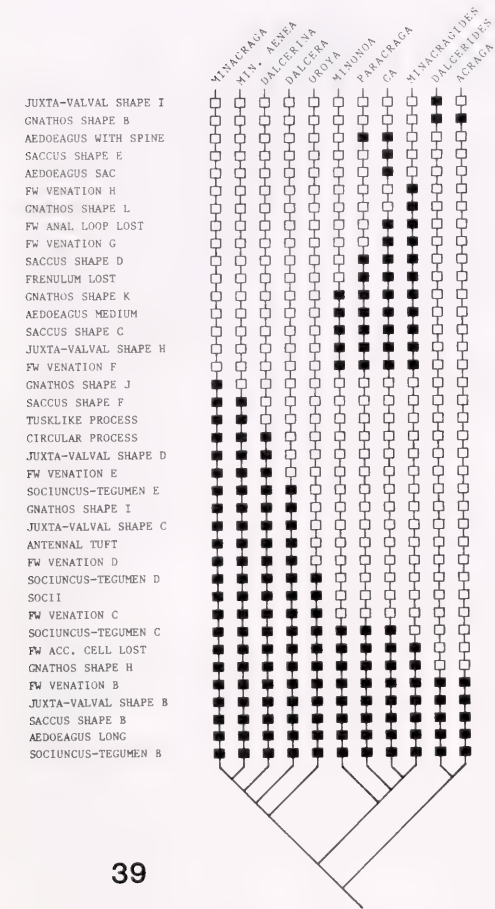 MINACRAGA
MIN. AENEA
DALCERINA
DALCERA
UROYA
MINONOA
PARACRAGA
CA
MINACRAGIDES
DALCERIDES
ACRAGA
JUXTA-VALVAL SHAPE I
GNATHOS SHAPE B
AEDOEAGUS WITH SPINE
SACCUS SHAPE E
AEDOEAGUS SAC
FW VENATION H
GNATHOS SHAPE L
FW ANAL LOOP LOST
FW VENATION G
SACCUS SHAPE D
FRENULUM LOST
GNATHOS SHAPE K
AEDOEAGUS MEDIUM
SACCUS SHAPE C
JUXTA-VALVAL SHAPE H
FW VENATION F
GNATHOS SHAPE J
SACCUS SHAPE F
TUSKLIKE PROCESS
CIRCULAR PROCESS
JUXTA-VALVAL SHAPE D
FW VENATION E
SOCIUNCUS-TEGUMEN E
GNATHOS SHAPE I
JUXTA-VALVAL SHAPE C
ANTENNAL TUFT
FW VENATION D
SOCIUNCUS-TEGUMEN D
SOCII
FW VENATION C
SOCIUNCUS-TEGUMEN C
FW ACC. CELL LOST
GNATHOS SHAPE H
FW VENATION B
JUXTA-VALVAL SHAPE B
SACCUS SHAPE B
AEDOEAGUS LONG
SOCIUNCUS-TEGUMEN B
39